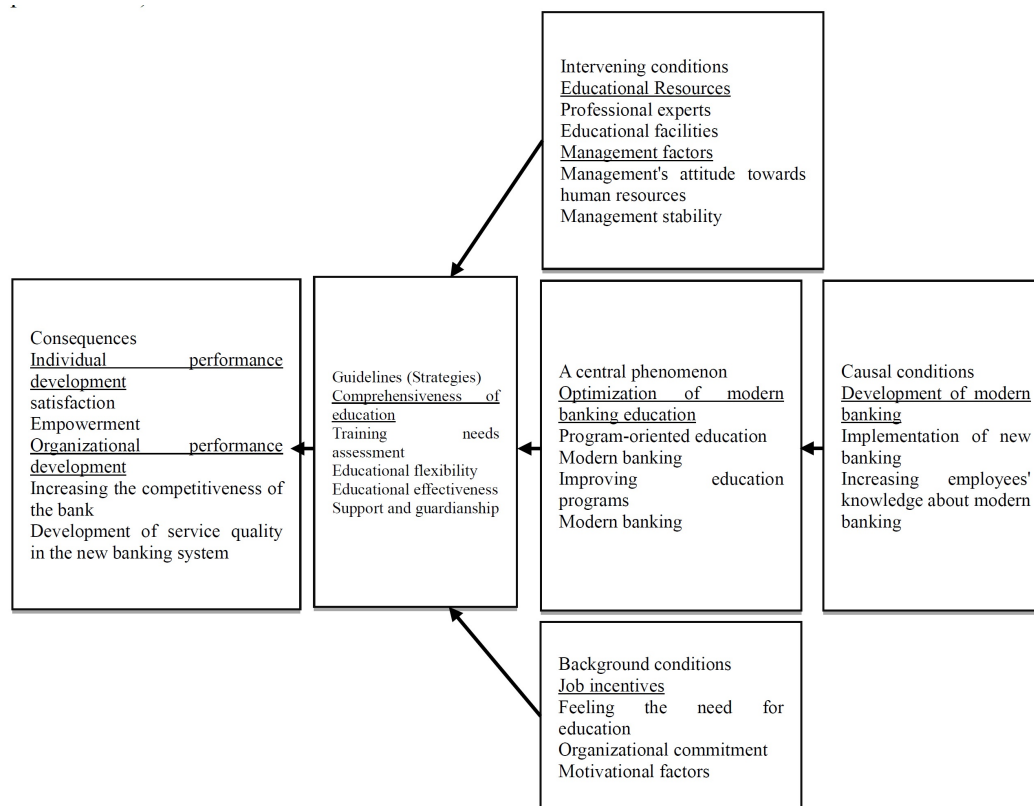 Intervening conditions
Educational Resources
Professional experts
Educational facilities
Management factors
Management's attitude towards
human resources
Management stability
Consequences
Individual performance
development
satisfaction
Empowerment
Organizational performance
development
Increasing the competitiveness of
the bank
Development of service quality
in the new banking system
Guidelines (Strategies)
Comprehensiveness of
education
Training needs
assessment
Educational flexibility
Educational effectiveness
Support and guardianship
A central phenomenon
Optimization of modern
banking education
Program-oriented education
Modern banking
Improving education
programs
Modern banking
Causal conditions
Development of modern
banking
Implementation of new
banking
Increasing employees'
knowledge about modern
banking
Background conditions
Job incentives
Feeling the need for
education
Organizational commitment
Motivational factors